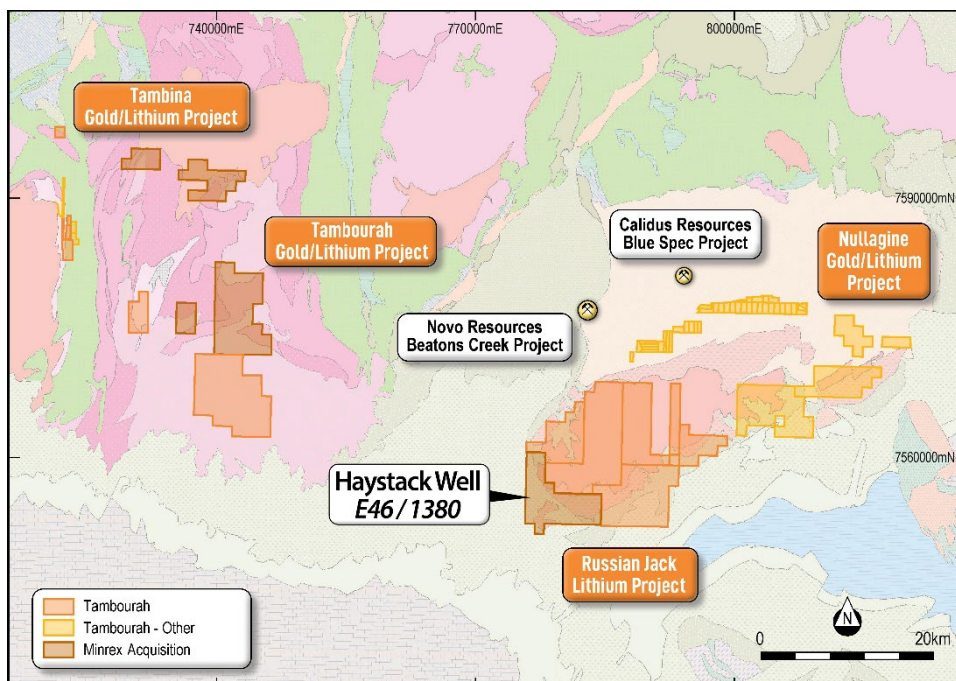 740000mE
770000mE
800000mE
Tambina
Gold/Lithium Project
7590000mN
Tambourah
Gold/Lithium Project
Calidus Resources
Blue Spec Project
Nullagine
Gold/Lithium
Project
Novo Resources
Beatons Creek Project
7560000mN
Haystack Well
E46 / 1380
Russian Jack
Lithium Project
Tambourah
Tambourah - Other
Minrex Acquisition
N
0
20km